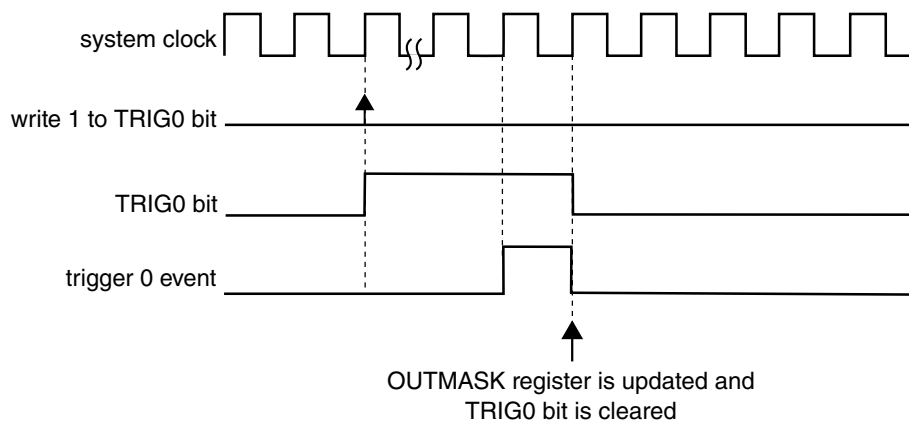 system clock
write 1 to TRIG0 bit
TRIG0 bit
trigger 0 event
OUTMASK register is updated and
TRIG0 bit is cleared